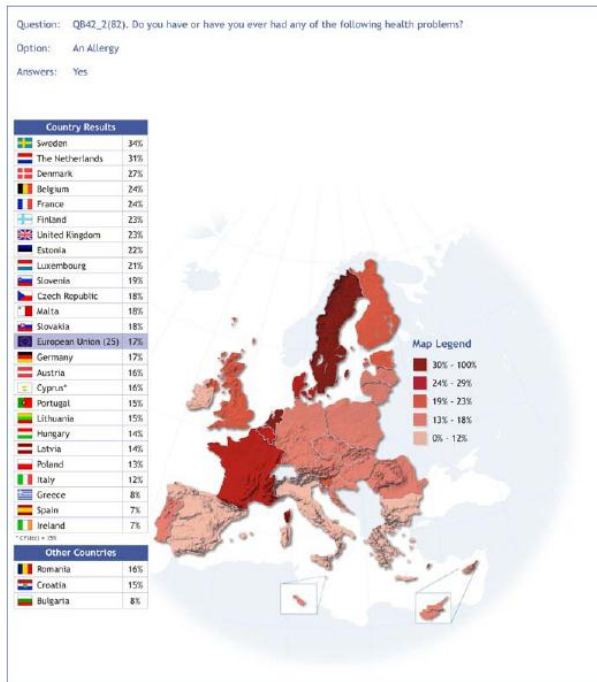 Question: QB42_2(82). Do you have or have you ever had any of the following health problems?
Option: An Allergy
Answers: Yes
Country Results
Sweden 34%
The Netherlands 31%
Denmark 27%
Belgium 24%
France 24%
Finland 23%
United Kingdom 23%
Estonia 22%
Luxembourg 21%
Slovenia 19%
Czech Republic 18%
Malta 18%
Slovakia 18%
European Union (25) 17%
Germany 17%
Austria 16%
Cyprus* 16%
Portugal 15%
Lithuania 15%
Hungary 14%
Latvia 14%
Poland 13%
Italy 12%
Greece 8%
Spain 7%
Ireland 7%
Other Countries
Romania 16%
Croatia 15%
Bulgaria 8%
Map Legend
30% - 100%
24% - 29%
19% - 23%
13% - 18%
0% - 12%